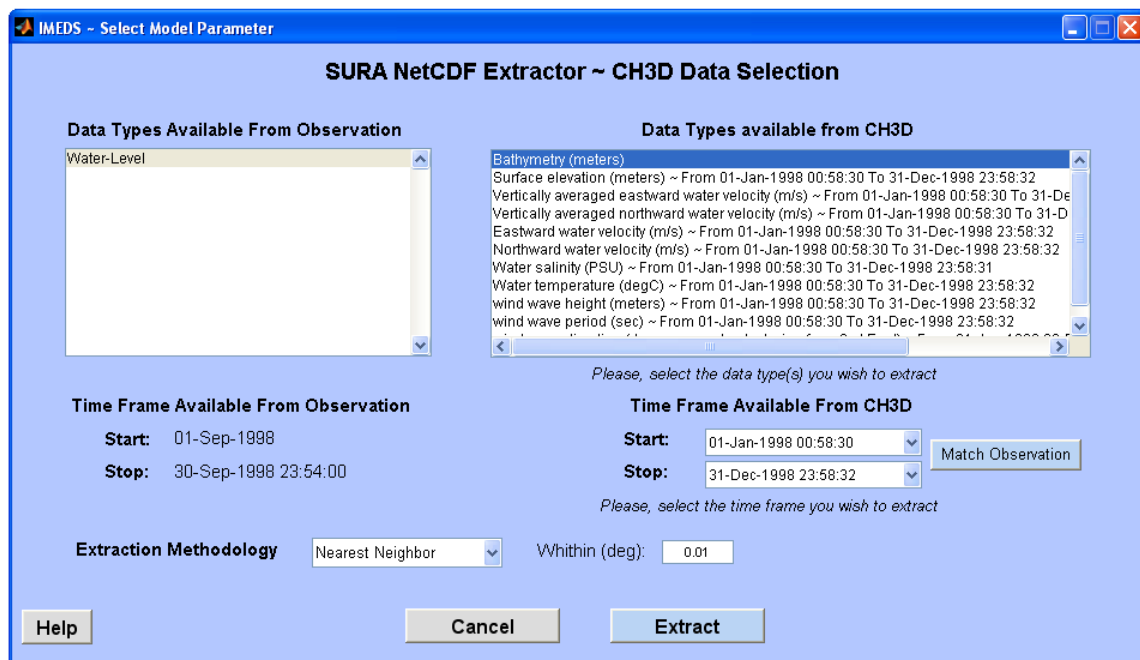 IMEDS ~ Select Model Parameter
SURA NetCDF Extractor ~ CH3D Data Selection
Data Types Available From Observation
Water-Level
Data Types available from CH3D
Bathymetry (meters)
Surface elevation (meters) ~ From 01-Jan-1998 00:58:30 To 31-Dec-1998 23:58:32
Vertically averaged eastward water velocity (m/s) ~ From 01-Jan-1998 00:58:30 To 31-De
Vertically averaged northward water velocity (m/s) ~ From 01-Jan-1998 00:58:30 To 31-D
Eastward water velocity (m/s) ~ From 01-Jan-1998 00:58:30 To 31-Dec-1998 23:58:32
Northward water velocity (m/s) ~ From 01-Jan-1998 00:58:30 To 31-Dec-1998 23:58:32
Water salinity (PSU) ~ From 01-Jan-1998 00:58:30 To 31-Dec-1998 23:58:31
Water temperature (degC) ~ From 01-Jan-1998 00:58:30 To 31-Dec-1998 23:58:32
wind wave height (meters) ~ From 01-Jan-1998 00:58:30 To 31-Dec-1998 23:58:32
wind wave period (sec) ~ From 01-Jan-1998 00:58:30 To 31-Dec-1998 23:58:32
Please, select the data type(s) you wish to extract
Time Frame Available From Observation
Start: 01-Sep-1998
Stop: 30-Sep-1998 23:54:00
Time Frame Available From CH3D
Start: 01-Jan-1998 00:58:30
Stop: 31-Dec-1998 23:58:32
Match Observation
Please, select the time frame you wish to extract
Extraction Methodology Nearest Neighbor Whithin (deg): 0.01
Help Cancel Extract